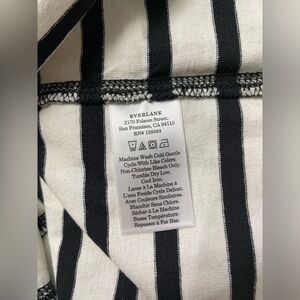 EVERLANE
2170 Folsom Street,
San Francisco, CA 94110
RN# 139593
Machine Wash Cold Gentle
Cycle With Like Colors.
Non-Chlorine Bleach Only.
Tumble Dry Low.
Cool Iron.
Laver À La Machine À
L'eau Froide Cycle Delicat.
Avec Couleurs Similaires.
Blanchir Sans Chlore.
Sécher À La Machine
Basse Température.
Repasser à Fer Bas.